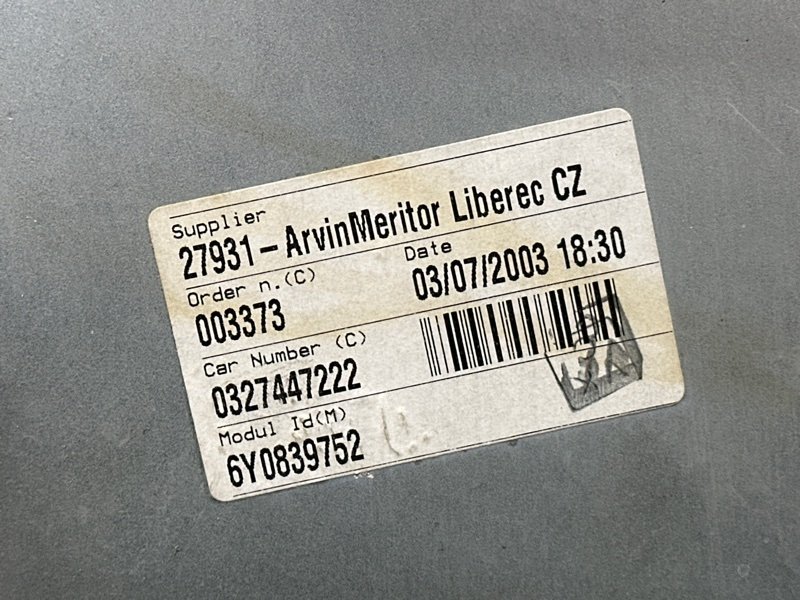 Supplier
27931-ArvinMeritor Liberec CZ
Order n.(C)
003373
Date
03/07/2003 18:30
Car Number (C)
0327447222
Modul Id(M)
6Y0839752